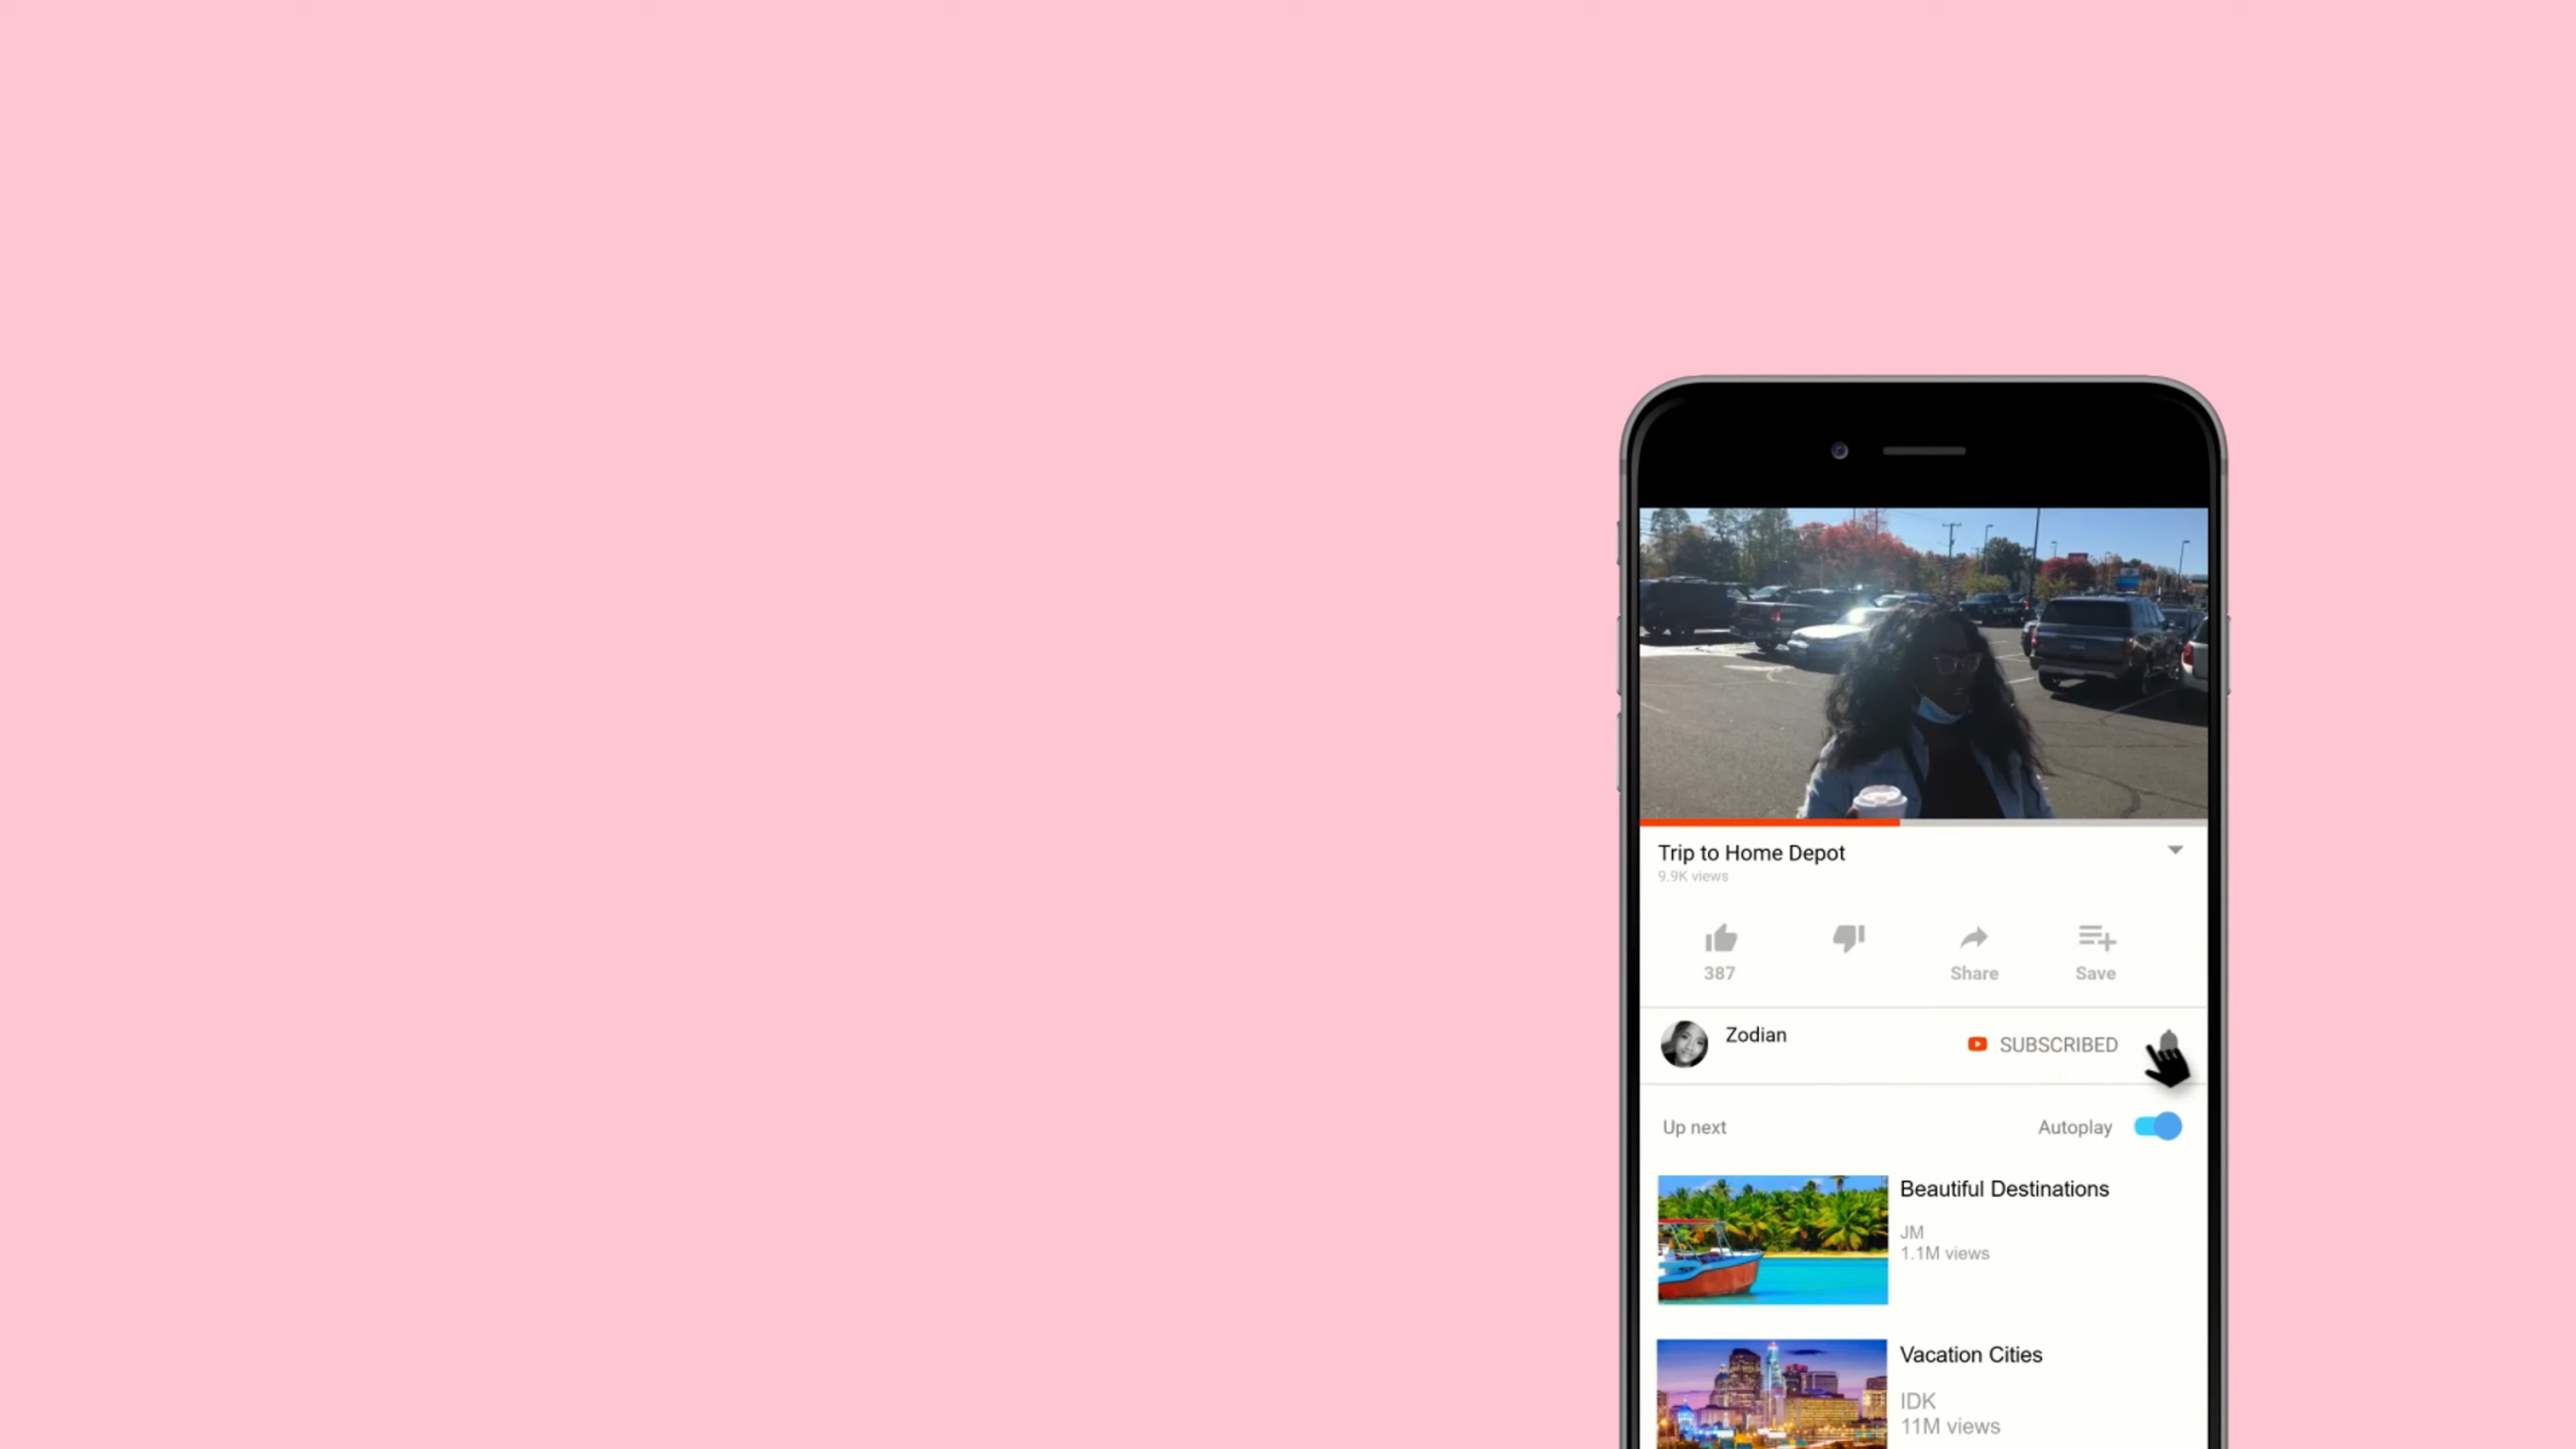 Trip to Home Depot
9.9K views
387
Share
Save
Zodian
SUBSCRIBED
Up next
Autoplay
Beautiful Destinations
JM
1.1M views
Vacation Cities
IDK
11M views